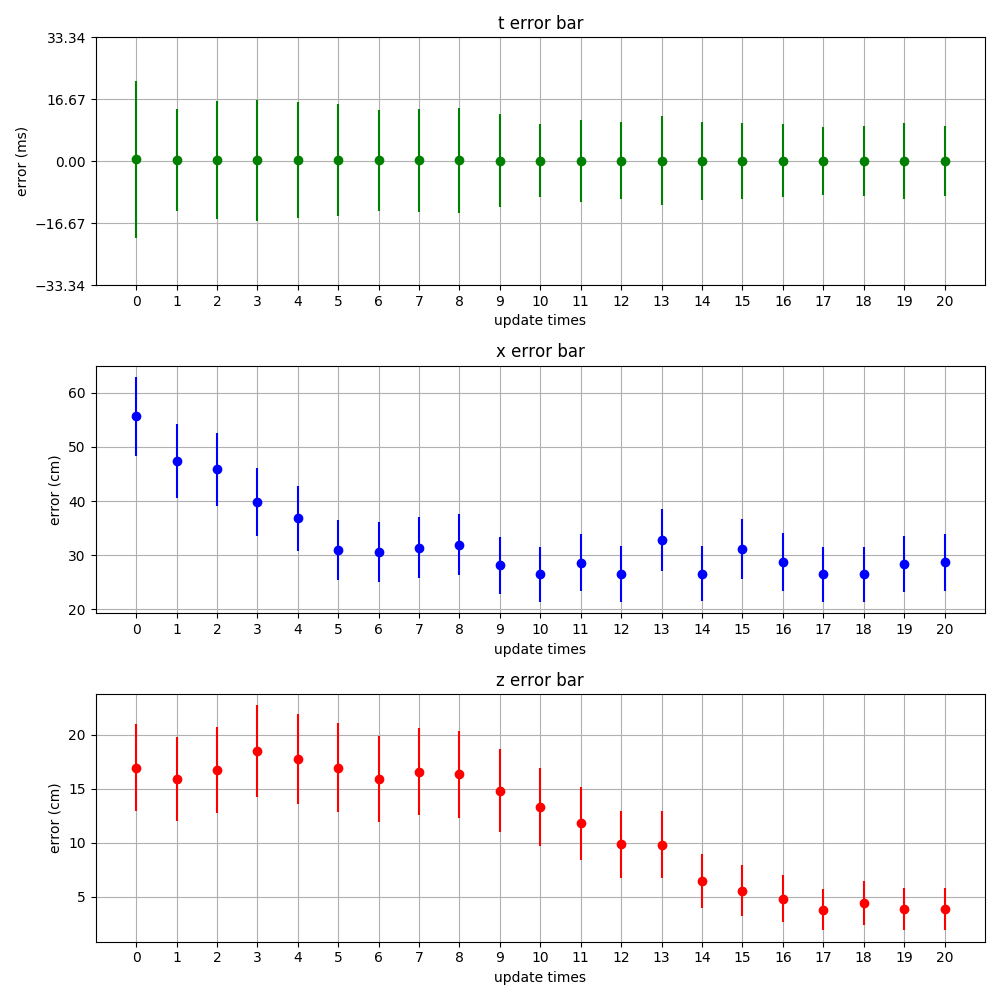 t error bar
33.34
16.67
0.00
−16.67
−33.34
error (ms)
0 1 2 3 4 5 6 7 8 9 10 11 12 13 14 15 16 17 18 19 20
update times
x error bar
60
50
40
30
20
error (cm)
0 1 2 3 4 5 6 7 8 9 10 11 12 13 14 15 16 17 18 19 20
update times
z error bar
20
15
10
5
error (cm)
0 1 2 3 4 5 6 7 8 9 10 11 12 13 14 15 16 17 18 19 20
update times